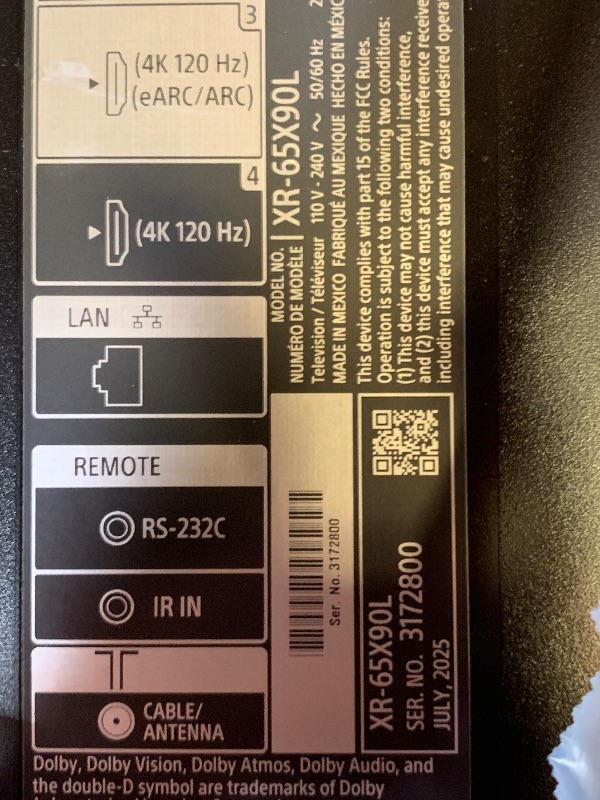 3
(4K 120 Hz)
(eARC/ARC)
4
(4K 120 Hz)
LAN
REMOTE
RS-232C
IR IN
CABLE/
ANTENNA
MODEL NO.
NUMÉRO DE MODÈLE
XR-65X90L
Television / Téléviseur 110 V - 240 V ~ 50/60 Hz
MADE IN MEXICO FABRIQUÉ AU MEXIQUE HECHO EN MÉXIC
This device complies with part 15 of the FCC Rules.
Operation is subject to the following two conditions:
(1) This device may not cause harmful interference,
and (2) this device must accept any interference receive
including interference that may cause undesired operat
Ser. No. 3172800
XR-65X90L
SER. NO. 3172800
JULY, 2025
Dolby, Dolby Vision, Dolby Atmos, Dolby Audio, and
the double-D symbol are trademarks of Dolby